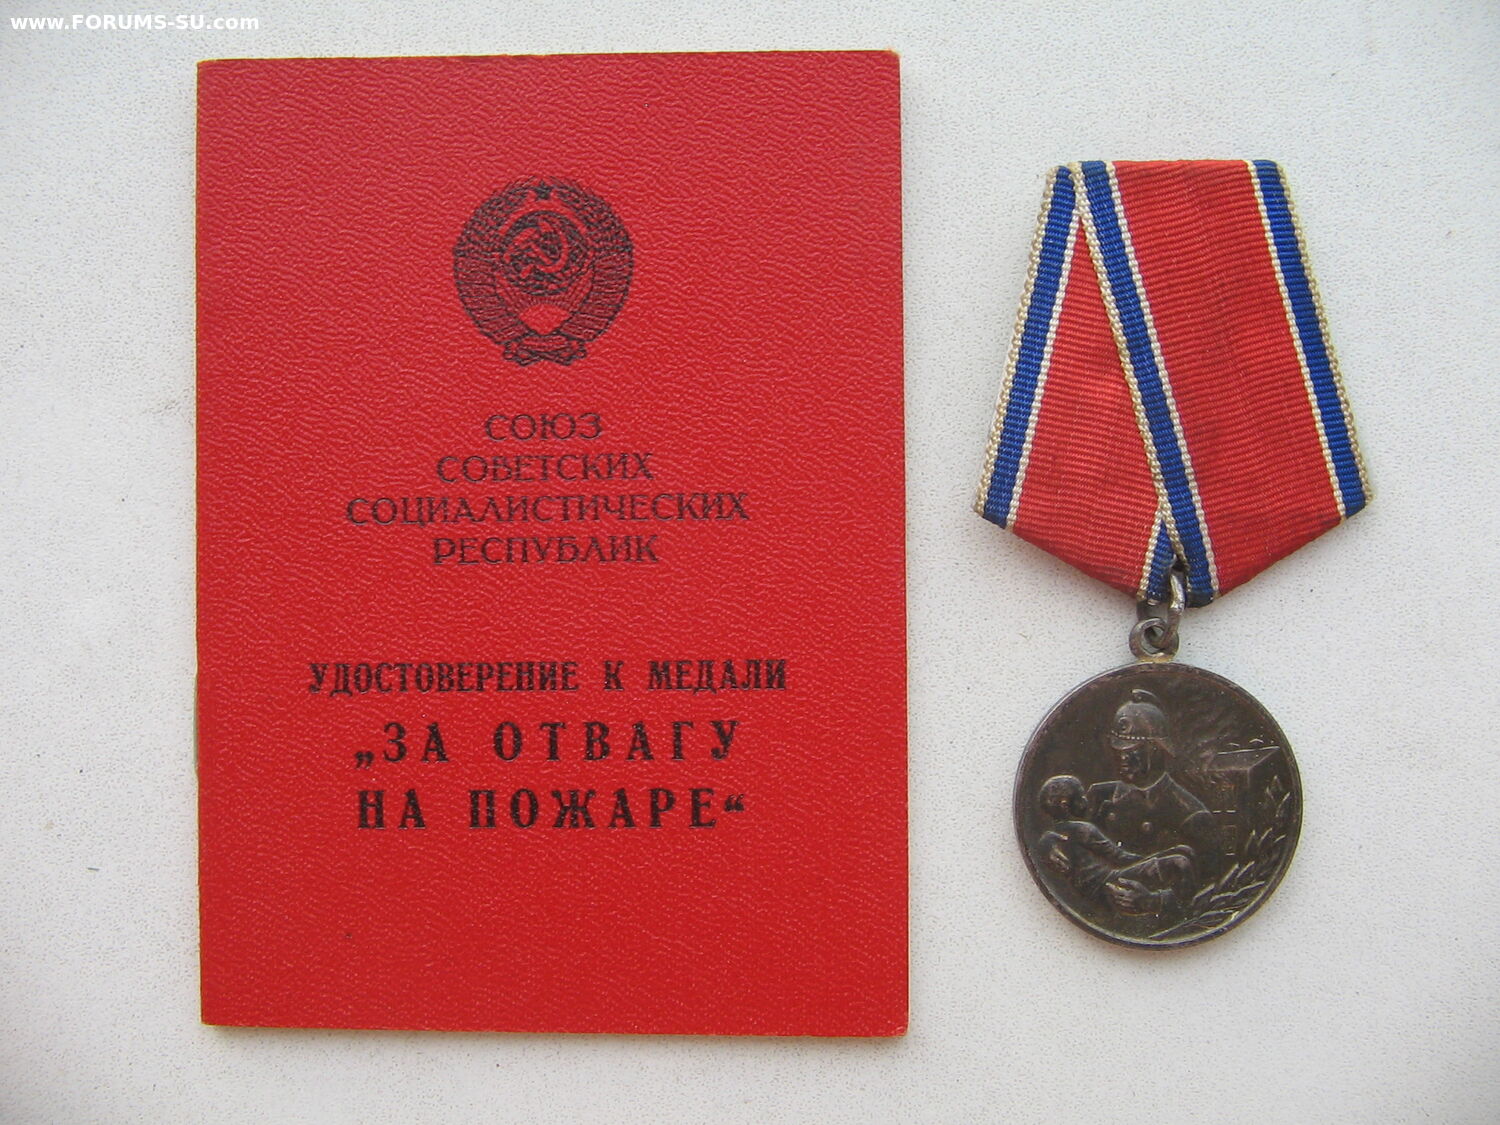 www.FORUMS-SU.com
СОЮЗ
СОВЕТСКИХ
СОЦИАЛИСТИЧЕСКИХ
РЕСПУБЛИК
УДОСТОВЕРЕНИЕ К МЕДАЛИ
„ЗА ОТВАГУ
НА ПОЖАРЕ“